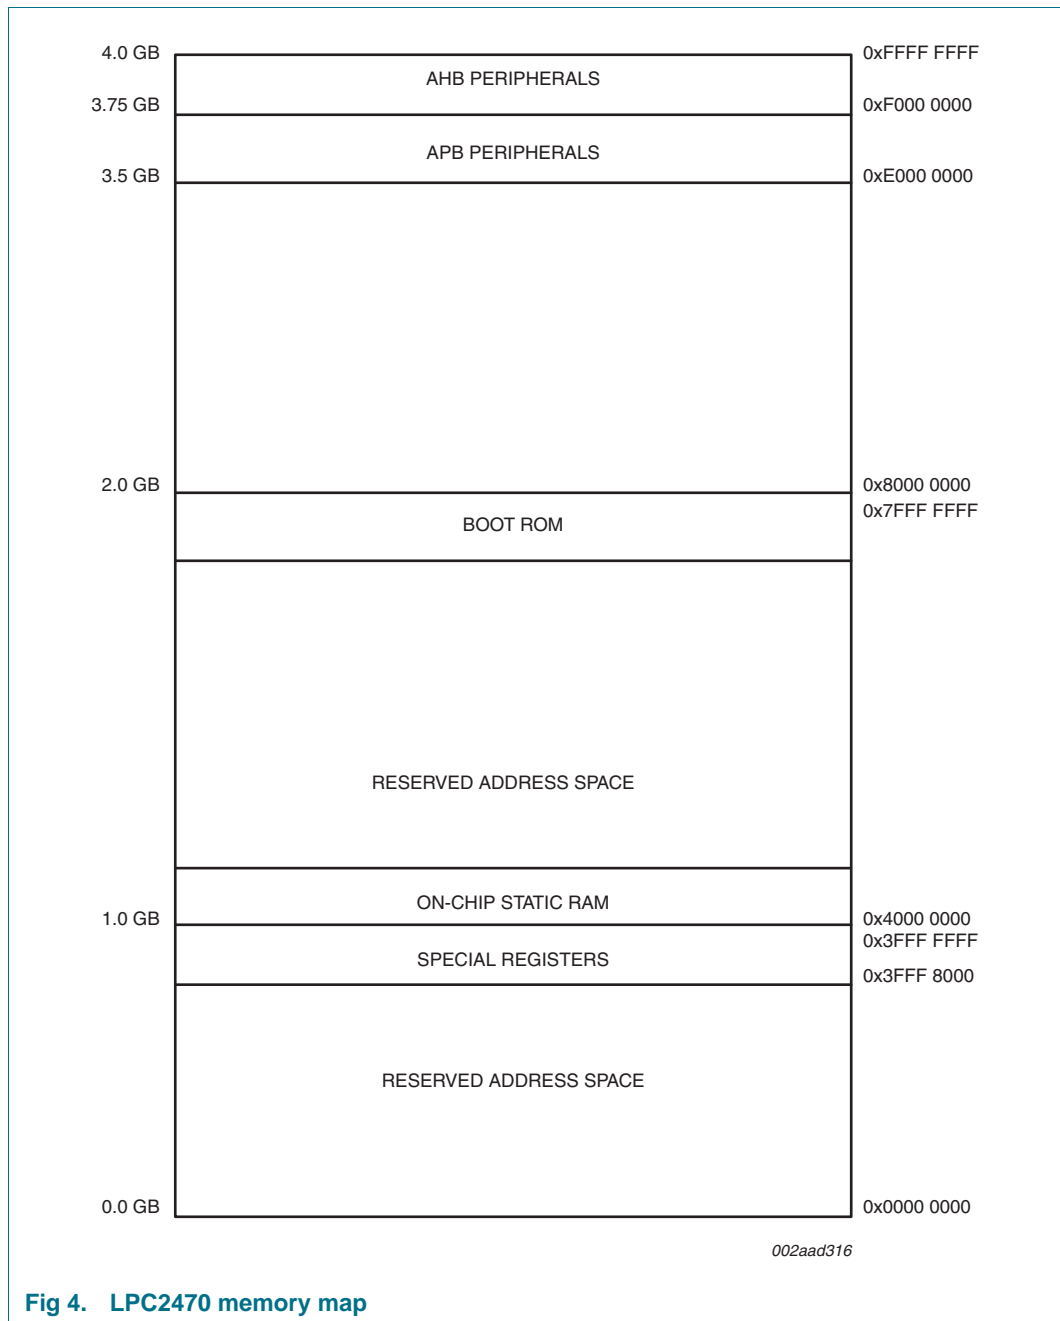 4.0 GB 0xFFFF FFFF
AHB PERIPHERALS
3.75 GB 0xF000 0000
APB PERIPHERALS
3.5 GB 0xE000 0000
2.0 GB 0x8000 0000
0x7FFF FFFF
BOOT ROM
RESERVED ADDRESS SPACE
ON-CHIP STATIC RAM
1.0 GB 0x4000 0000
0x3FFF FFFF
SPECIAL REGISTERS
0x3FFF 8000
RESERVED ADDRESS SPACE
0.0 GB 0x0000 0000
002aad316
Fig 4. LPC2470 memory map